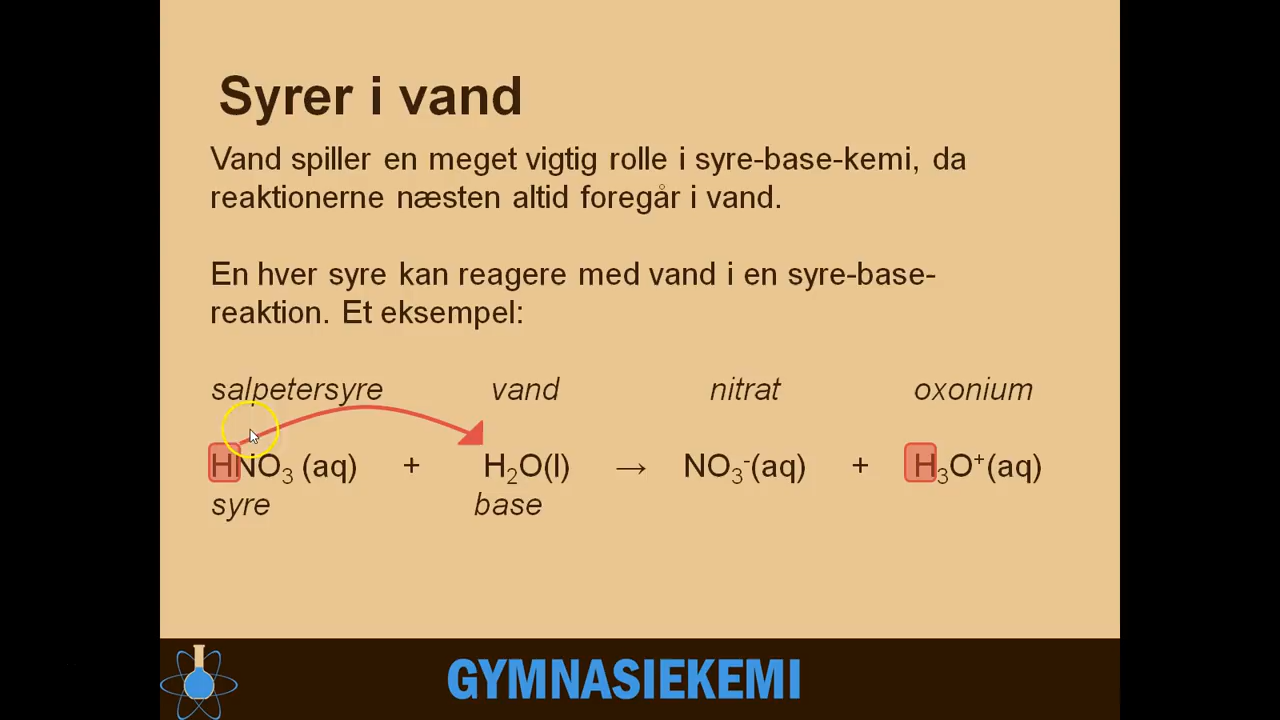 Syrer i vand
Vand spiller en meget vigtig rolle i syre-base-kemi, da
reaktionerne næsten altid foregår i vand.
En hver syre kan reagere med vand i en syre-base-
reaktion. Et eksempel:
salpetersyre vand nitrat oxonium
HNO₃ (aq) + H₂O(l) → NO₃⁻(aq) + H₃O⁺(aq)
syre base
GYMNASIEKEMI